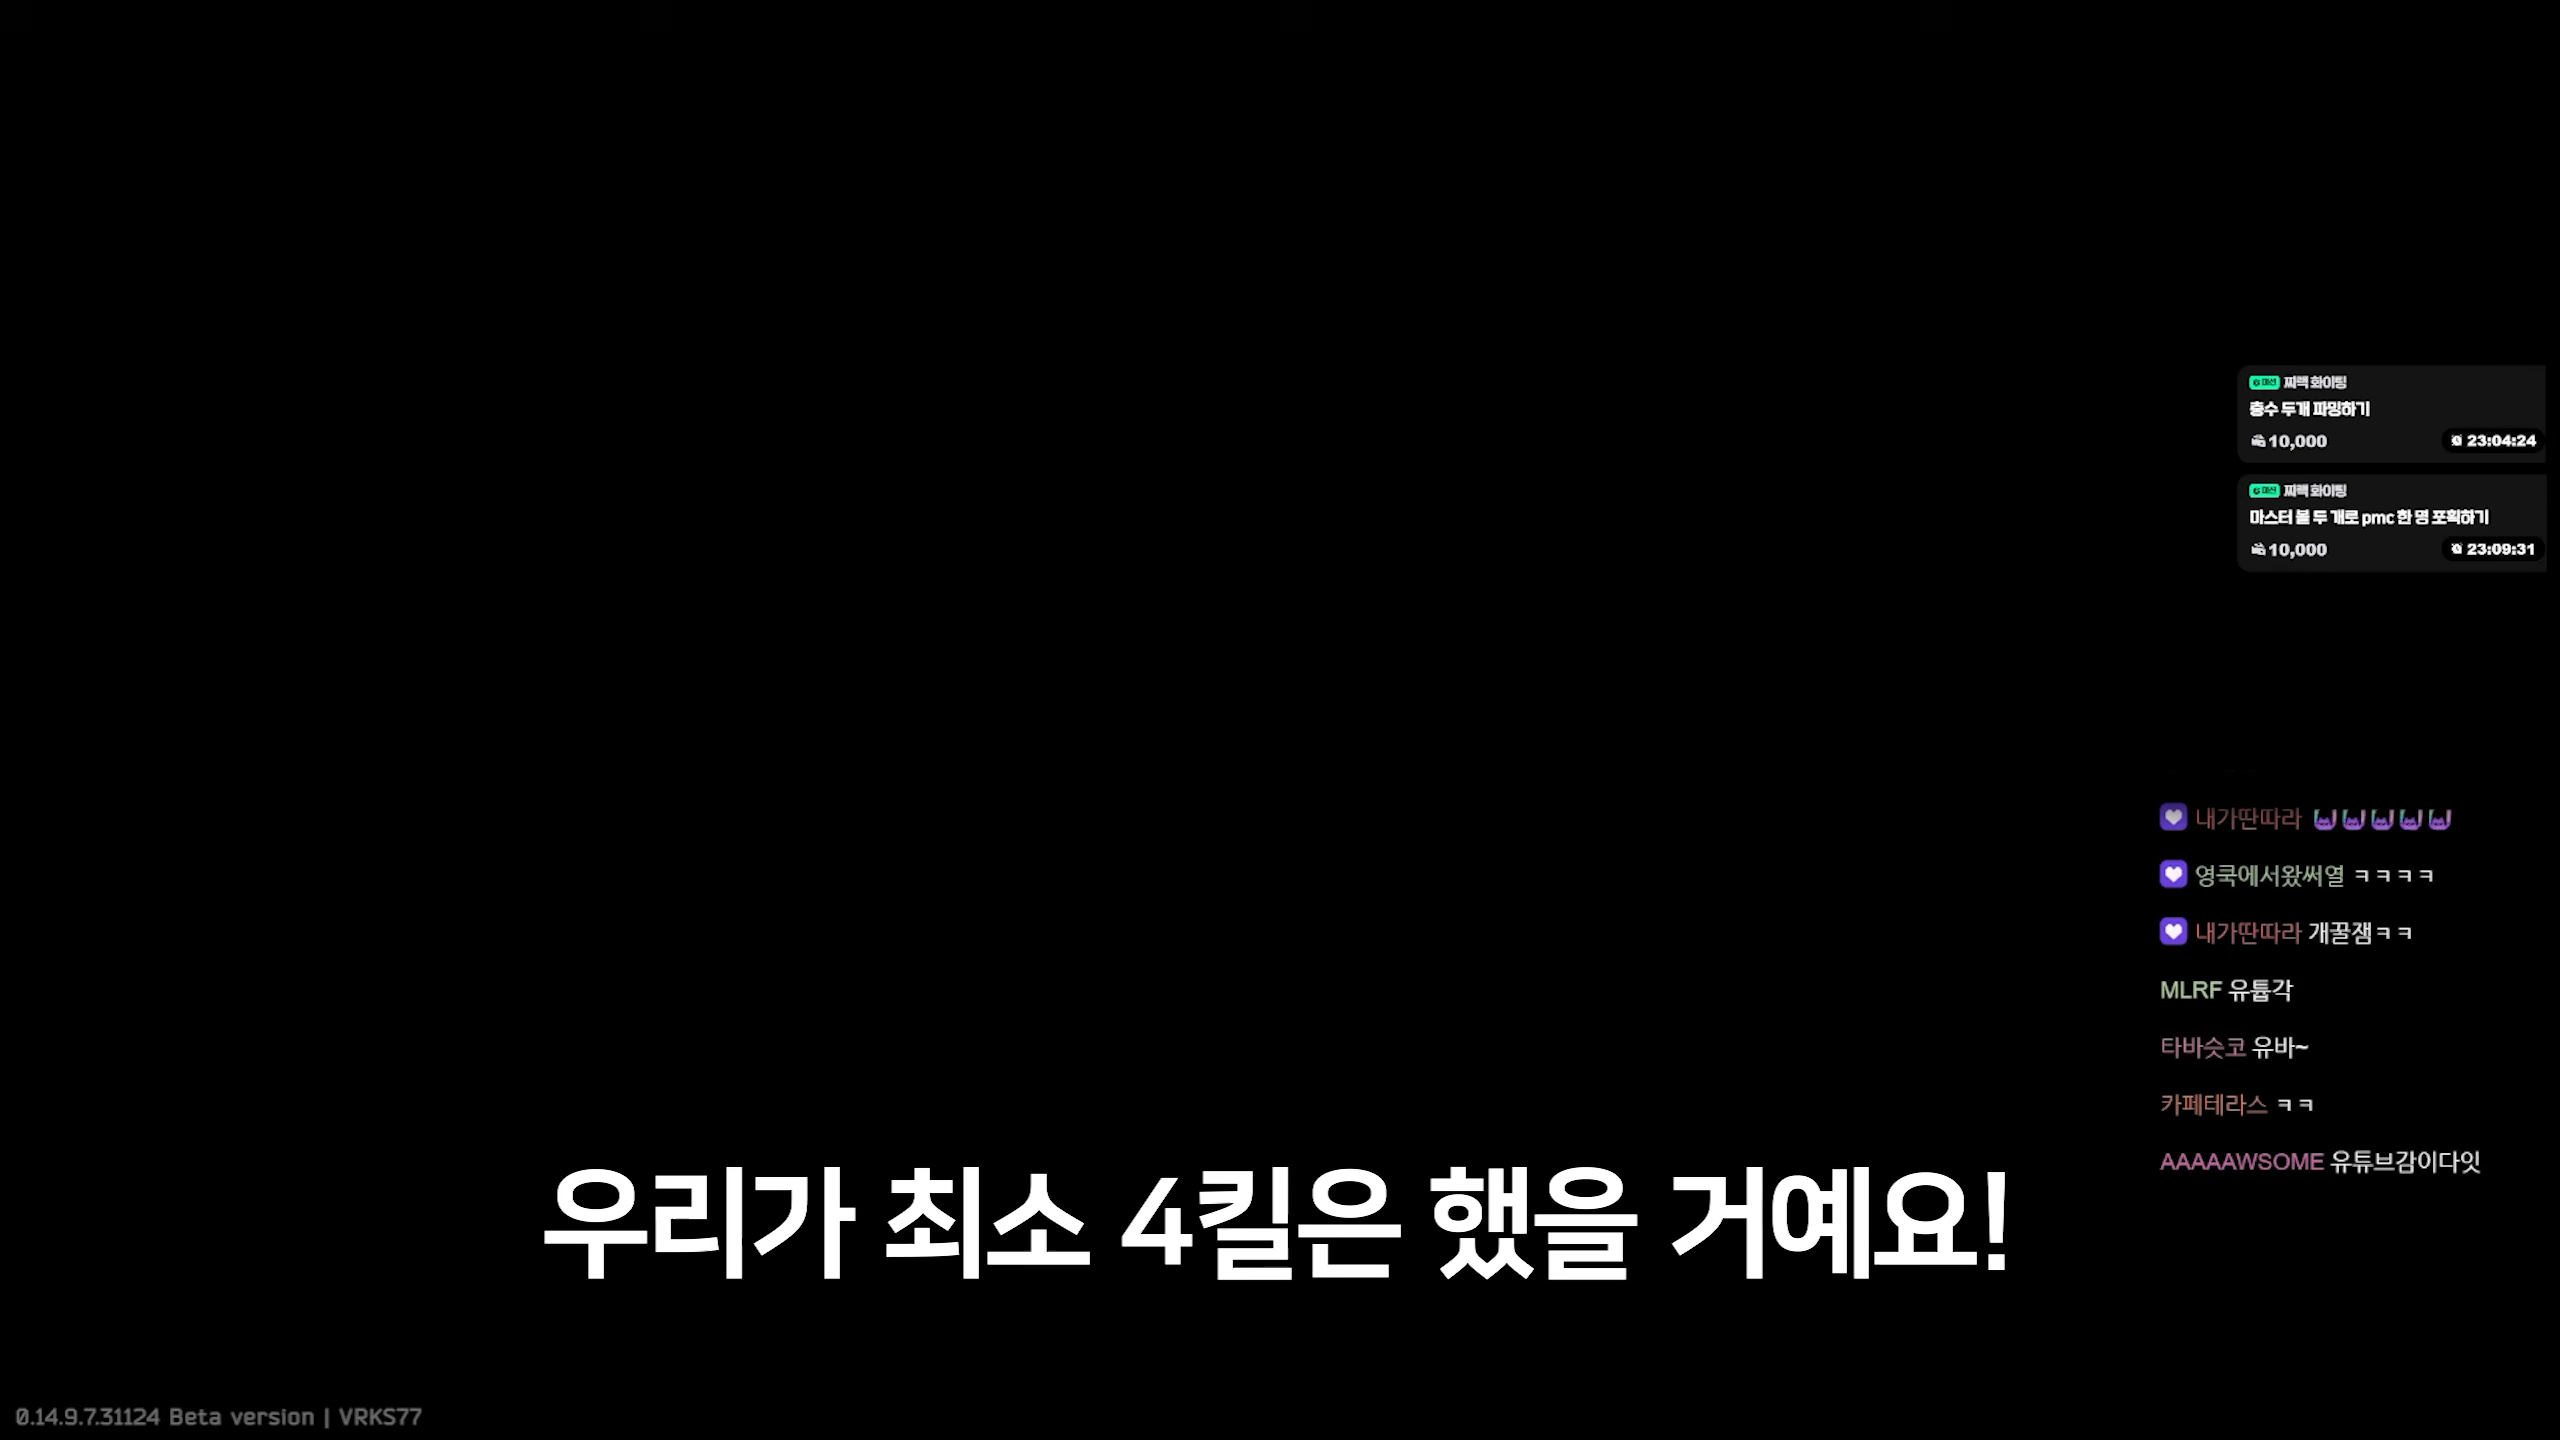 미션 찌랙 화이팅
총수 두개 파밍하기
10,000 23:04:24
미션 찌랙 화이팅
마스터 볼 두 개로 pmc 한 명 포획하기
10,000 23:09:31
내가딴따라
영쿡에서왔써열 ㅋㅋㅋㅋ
내가딴따라 개꿀잼ㅋㅋ
MLRF 유튭각
타바슷코 유바~
카페테라스 ㅋㅋ
AAAAAWSOME 유튜브감이다잇
우리가 최소 4킬은 했을 거예요!
0.14.9.7.31124 Beta version | VRKS77